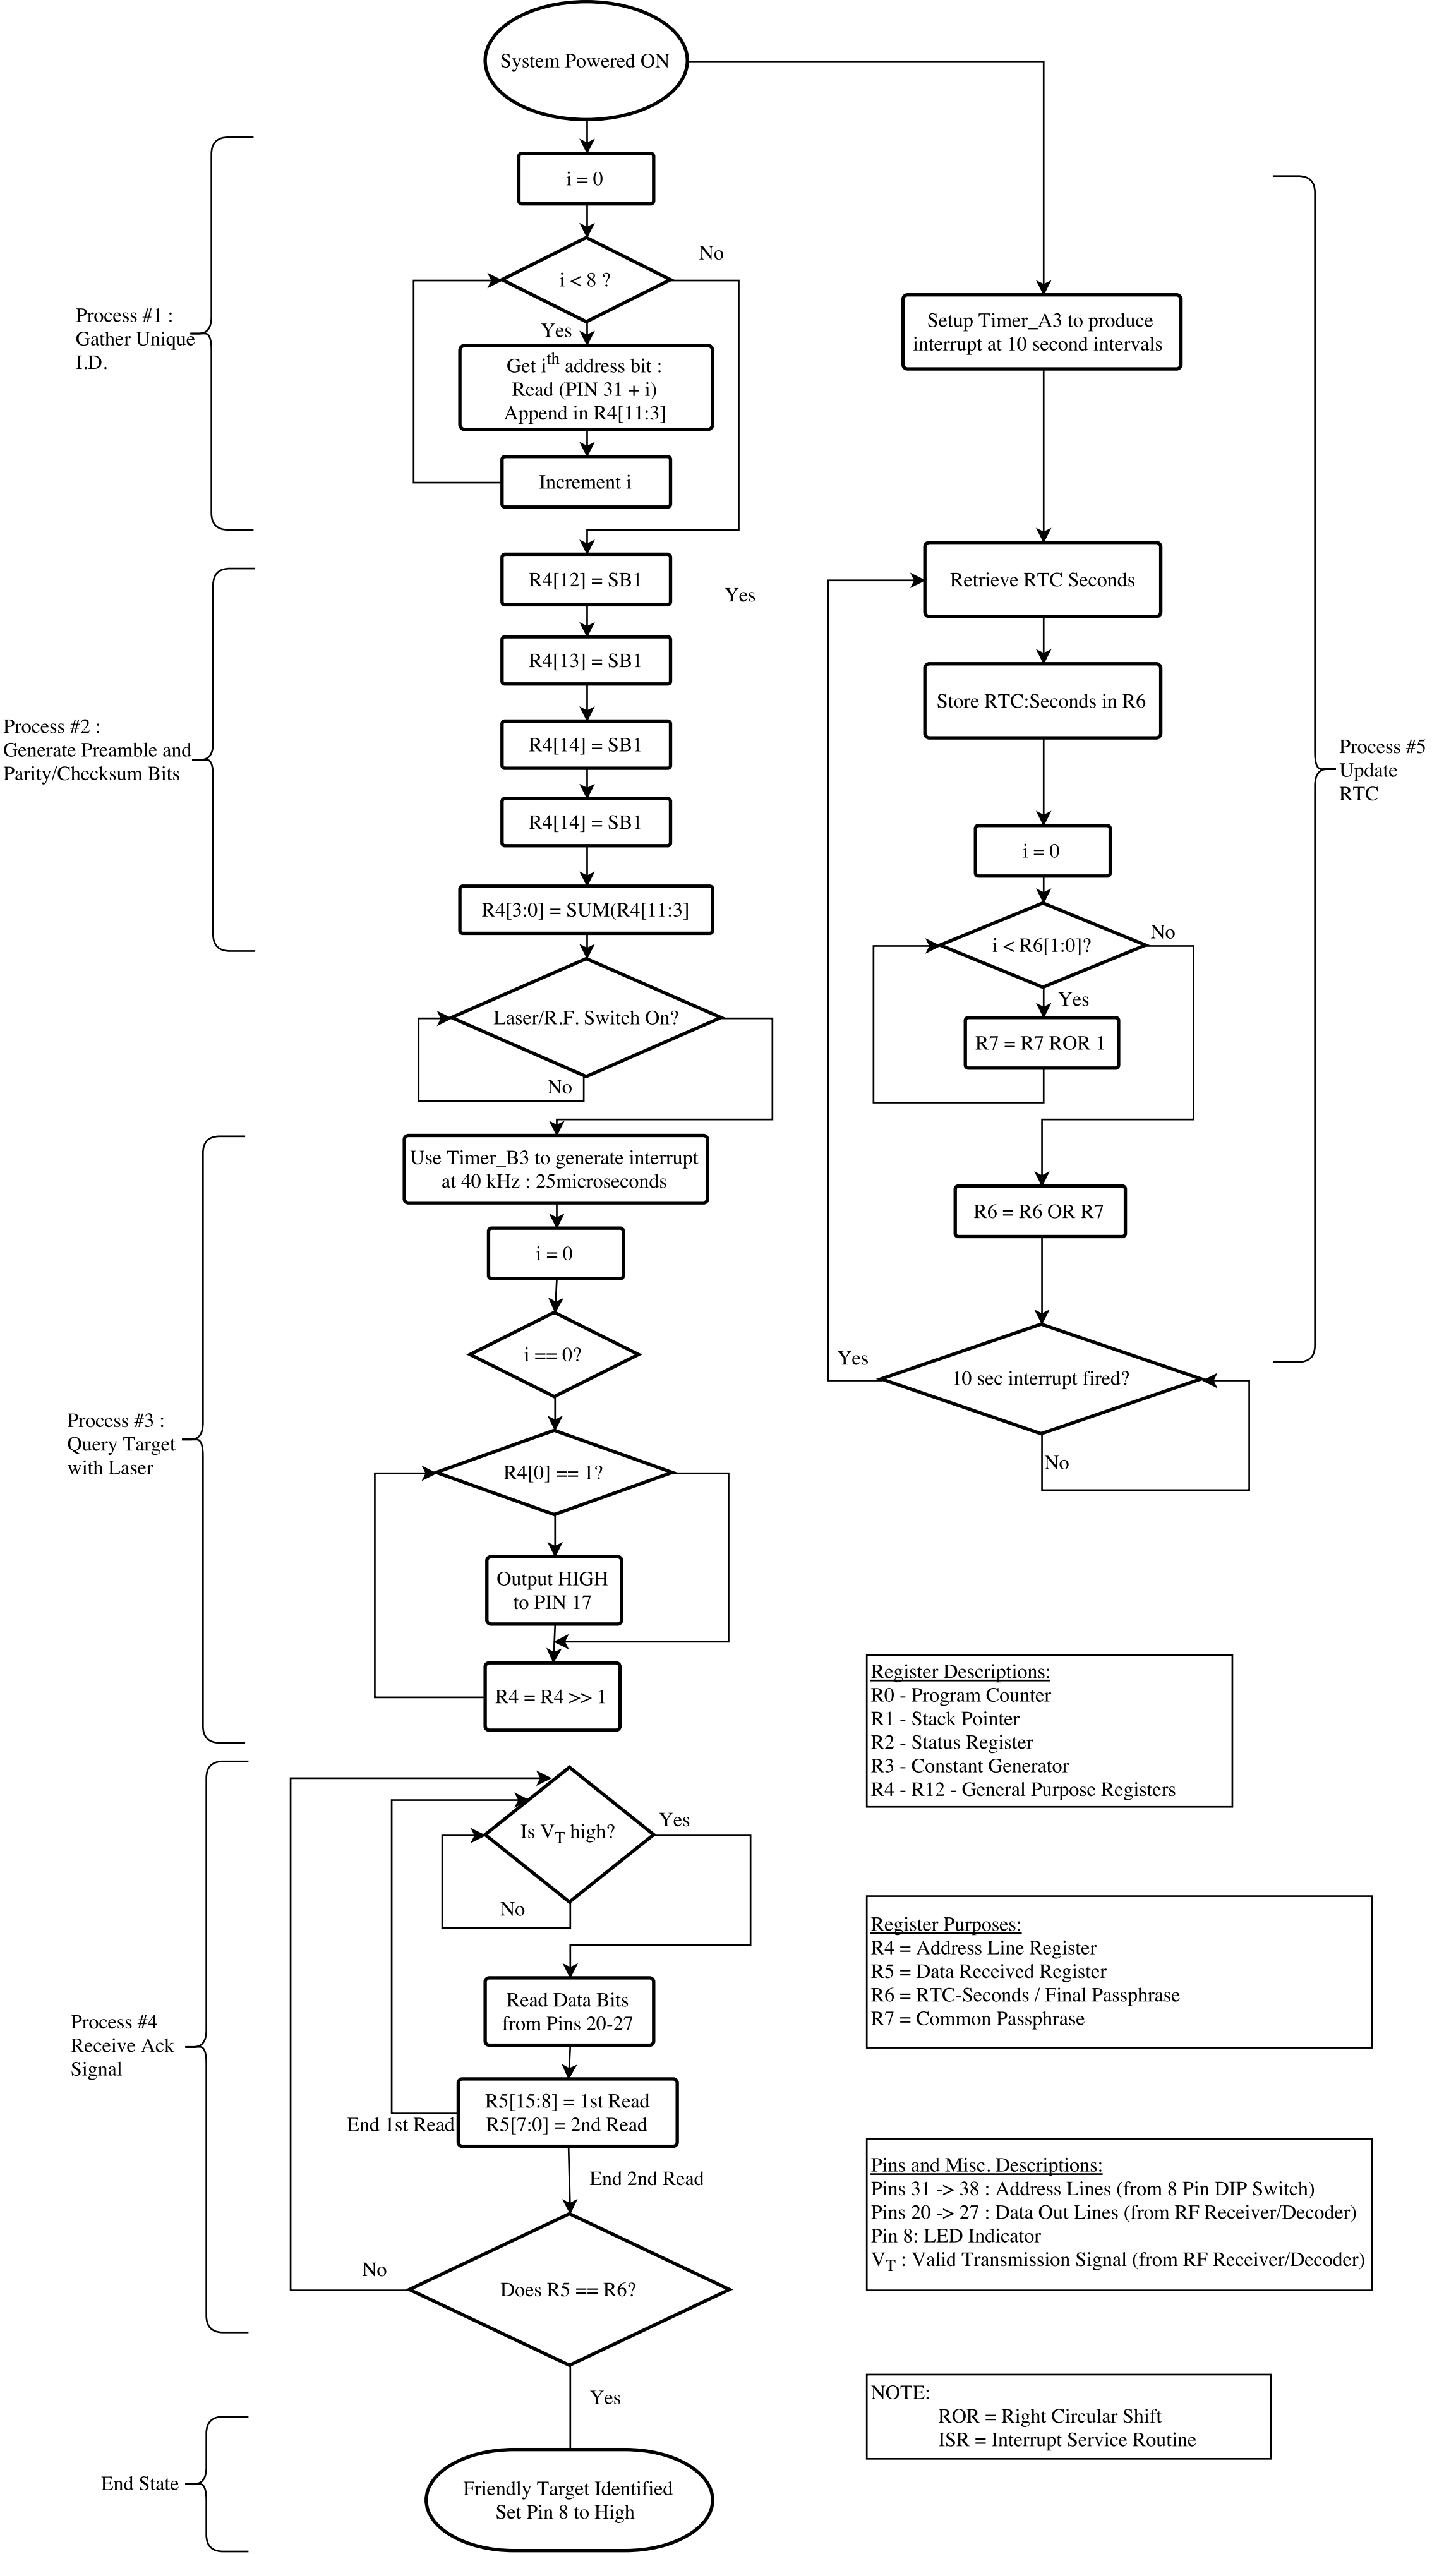 System Powered ON
Process #1 :
Gather Unique
I.D.
i = 0
i < 8 ?
No
Yes
Get ith address bit :
Read (PIN 31 + i)
Append in R4[11:3]
Increment i
Process #2 :
Generate Preamble and
Parity/Checksum Bits
R4[12] = SB1
Yes
R4[13] = SB1
R4[14] = SB1
R4[14] = SB1
R4[3:0] = SUM(R4[11:3]
Laser/R.F. Switch On?
No
Process #3 :
Query Target
with Laser
Use Timer_B3 to generate interrupt
at 40 kHz : 25microseconds
i = 0
i == 0?
R4[0] == 1?
Output HIGH
to PIN 17
R4 = R4 >> 1
Process #4
Receive Ack
Signal
Is VT high?
Yes
No
Read Data Bits
from Pins 20-27
R5[15:8] = 1st Read
R5[7:0] = 2nd Read
End 1st Read
End 2nd Read
Does R5 == R6?
No
Yes
End State
Friendly Target Identified
Set Pin 8 to High
Setup Timer_A3 to produce
interrupt at 10 second intervals
Retrieve RTC Seconds
Store RTC:Seconds in R6
Process #5
Update
RTC
i = 0
i < R6[1:0]?
No
Yes
R7 = R7 ROR 1
R6 = R6 OR R7
10 sec interrupt fired?
Yes
No
Register Descriptions:
R0 - Program Counter
R1 - Stack Pointer
R2 - Status Register
R3 - Constant Generator
R4 - R12 - General Purpose Registers
Register Purposes:
R4 = Address Line Register
R5 = Data Received Register
R6 = RTC-Seconds / Final Passphrase
R7 = Common Passphrase
Pins and Misc. Descriptions:
Pins 31 -> 38 : Address Lines (from 8 Pin DIP Switch)
Pins 20 -> 27 : Data Out Lines (from RF Receiver/Decoder)
Pin 8: LED Indicator
VT : Valid Transmission Signal (from RF Receiver/Decoder)
NOTE:
ROR = Right Circular Shift
ISR = Interrupt Service Routine